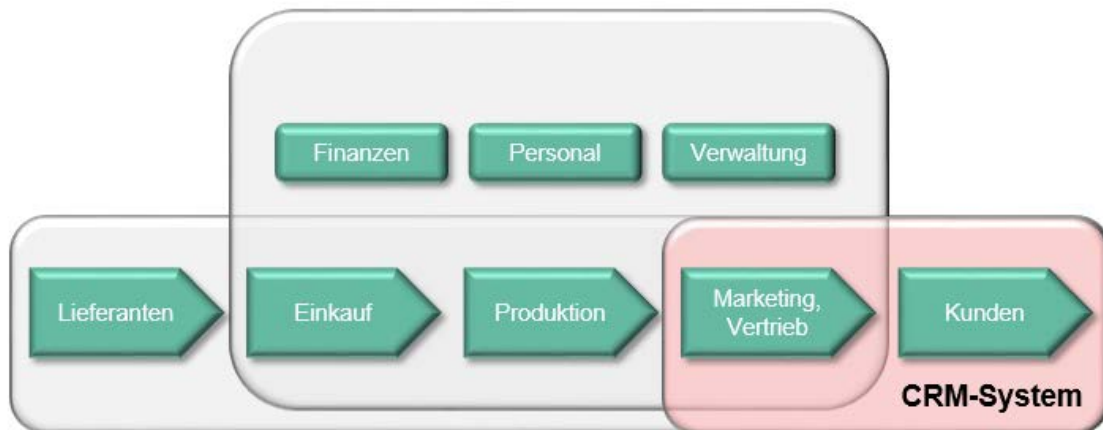 Finanzen
Personal
Verwaltung
Lieferanten
Einkauf
Produktion
Marketing,
Vertrieb
Kunden
CRM-System